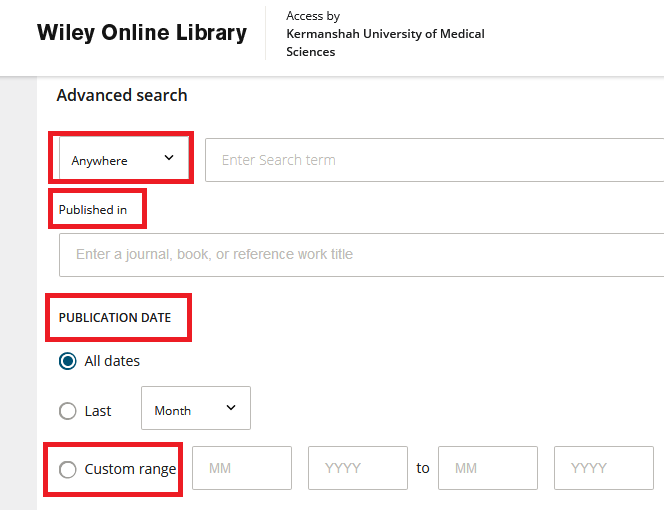 Wiley Online Library
Access by
Kermanshah University of Medical
Sciences
Advanced search
Anywhere
Enter Search term
Published in
Enter a journal, book, or reference work title
PUBLICATION DATE
All dates
Last Month
Custom range MM YYYY to MM YYYY